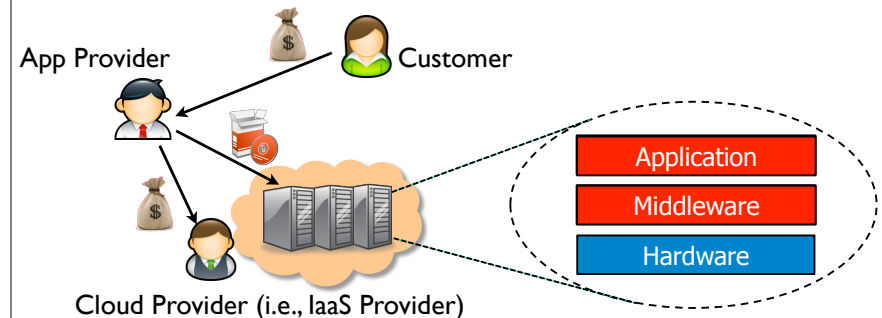 $
App Provider
Customer
Application
$
Middleware
Hardware
Cloud Provider (i.e., IaaS Provider)